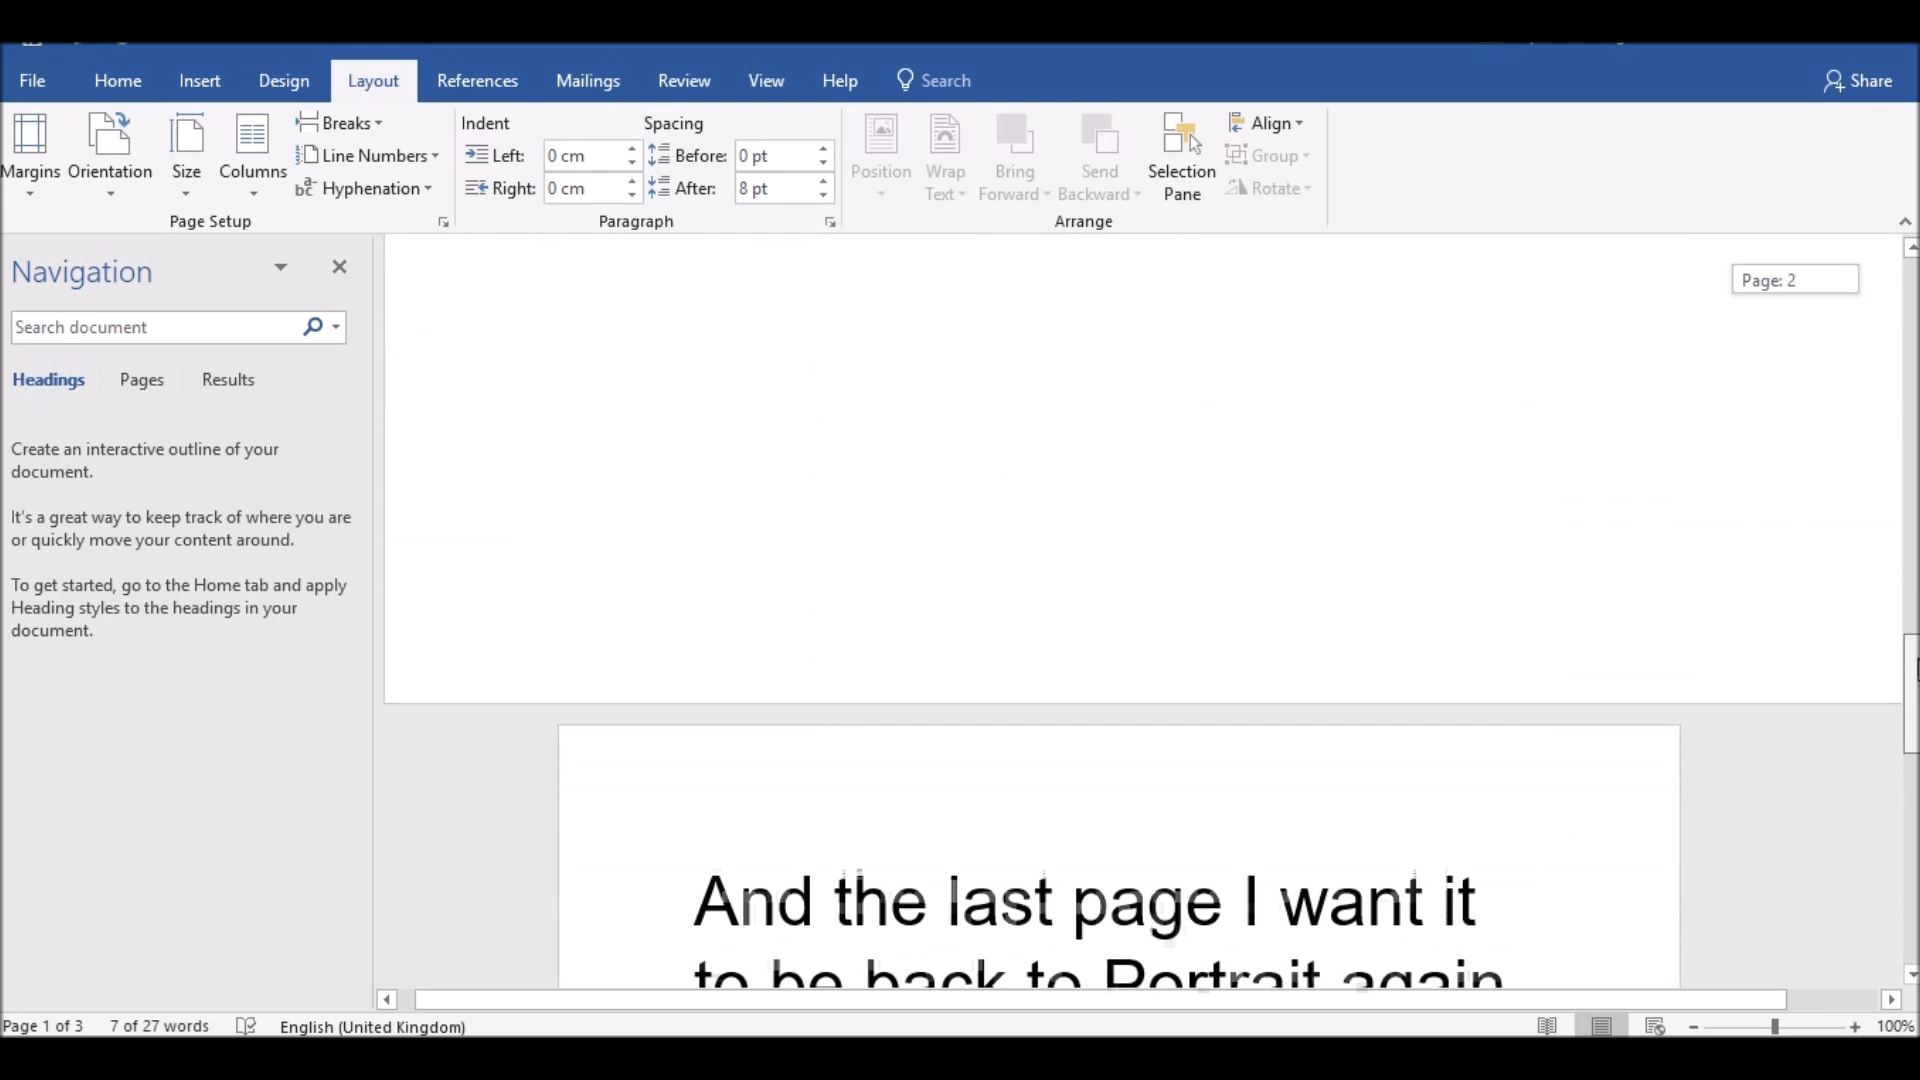 File Home Insert Design Layout References Mailings Review View Help Search Share
Margins Orientation Size Columns
Breaks
Line Numbers
Hyphenation
Page Setup
Indent Spacing
Left: 0 cm Before: 0 pt
Right: 0 cm After: 8 pt
Paragraph
Position Wrap Text Bring Forward Send Backward Selection Pane
Align
Group
Rotate
Arrange
Navigation
Search document
Headings Pages Results
Create an interactive outline of your
document.
It's a great way to keep track of where you are
or quickly move your content around.
To get started, go to the Home tab and apply
Heading styles to the headings in your
document.
Page: 2
And the last page I want it
to be back to Portrait again
Page 1 of 3 7 of 27 words English (United Kingdom) 100%